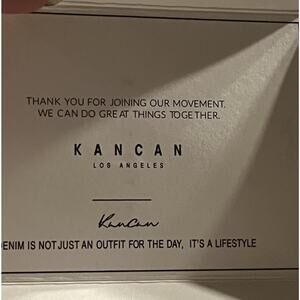 THANK YOU FOR JOINING OUR MOVEMENT.
WE CAN DO GREAT THINGS TOGETHER.
KANCAN
LOS ANGELES
KanCan
ENIM IS NOT JUST AN OUTFIT FOR THE DAY, IT'S A LIFESTYLE